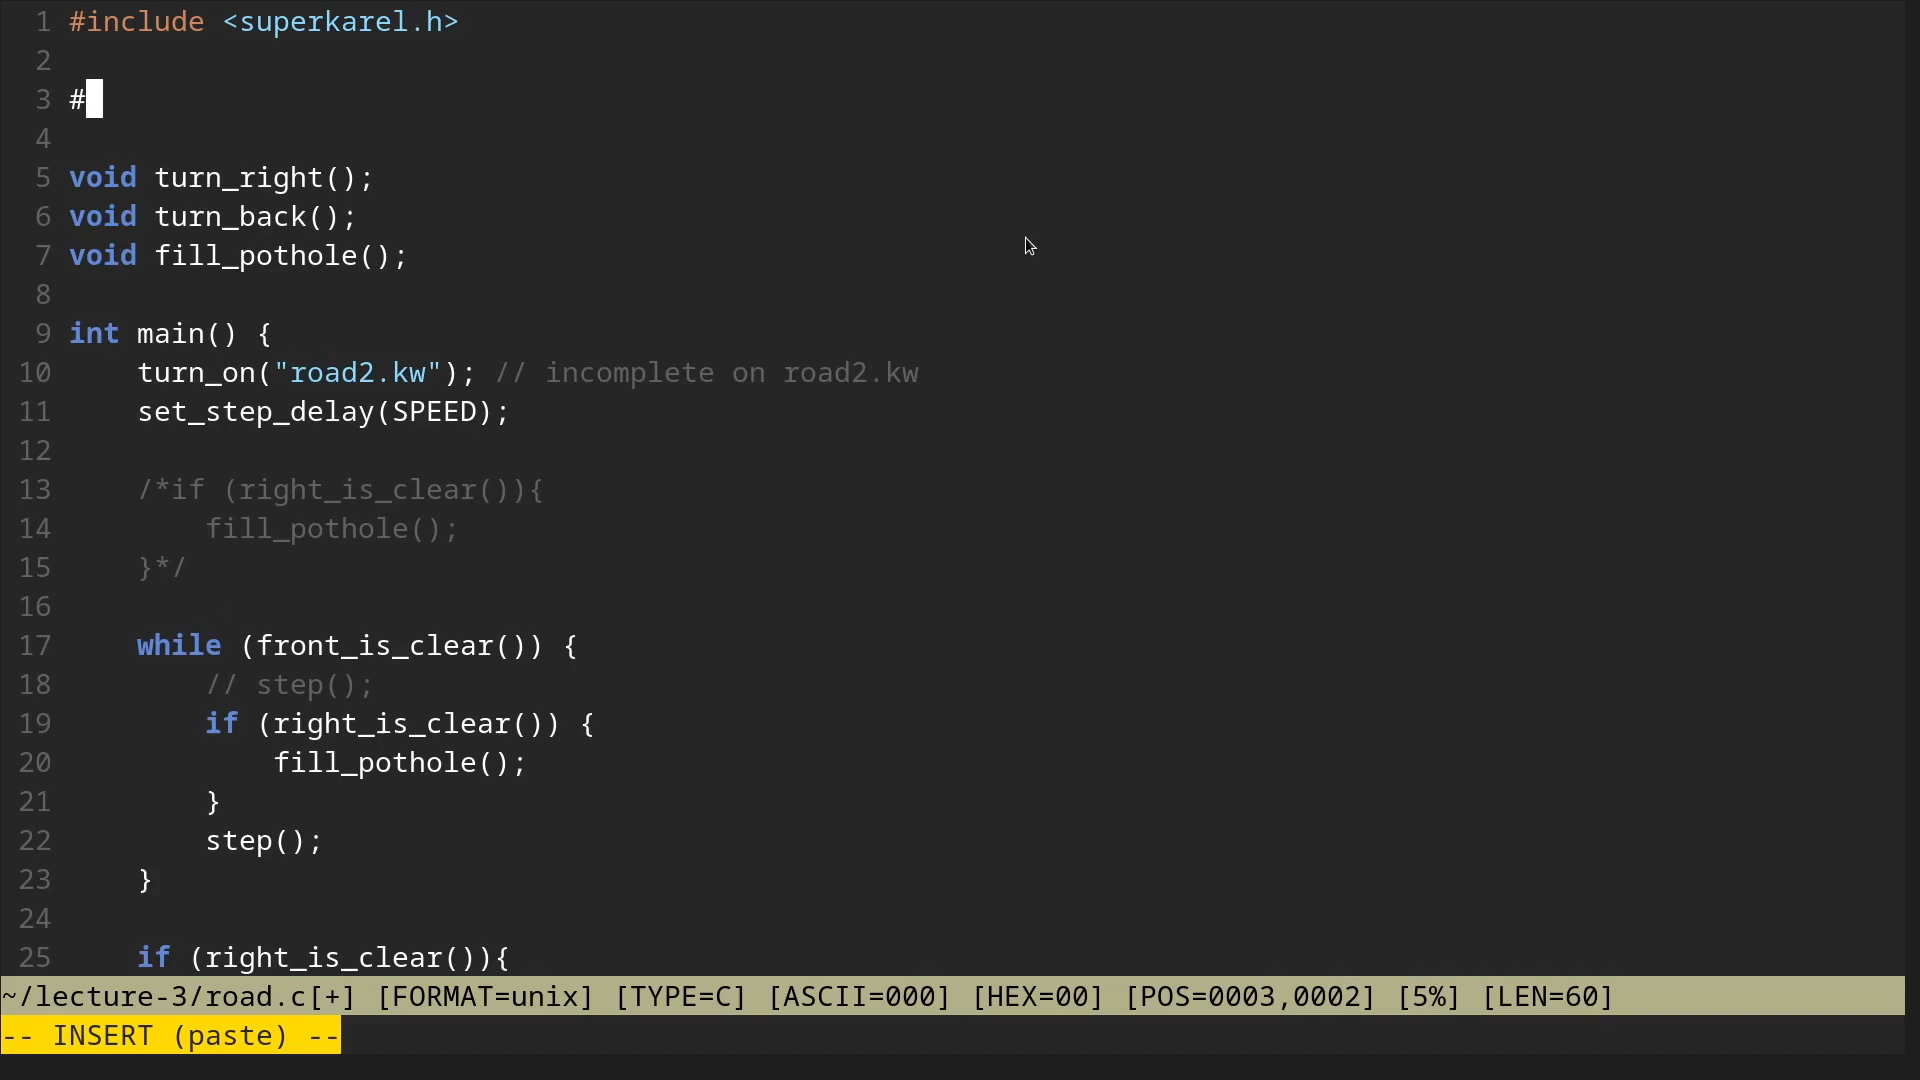 1 #include <superkarel.h>
2
3 #
4
5 void turn_right();
6 void turn_back();
7 void fill_pothole();
8
9 int main() {
10     turn_on("road2.kw"); // incomplete on road2.kw
11     set_step_delay(SPEED);
12
13     /*if (right_is_clear()){
14         fill_pothole();
15     }*/
16
17     while (front_is_clear()) {
18         // step();
19         if (right_is_clear()) {
20             fill_pothole();
21         }
22         step();
23     }
24
25     if (right_is_clear()){
~/lecture-3/road.c[+] [FORMAT=unix] [TYPE=C] [ASCII=000] [HEX=00] [POS=0003,0002] [5%] [LEN=60]
-- INSERT (paste) --